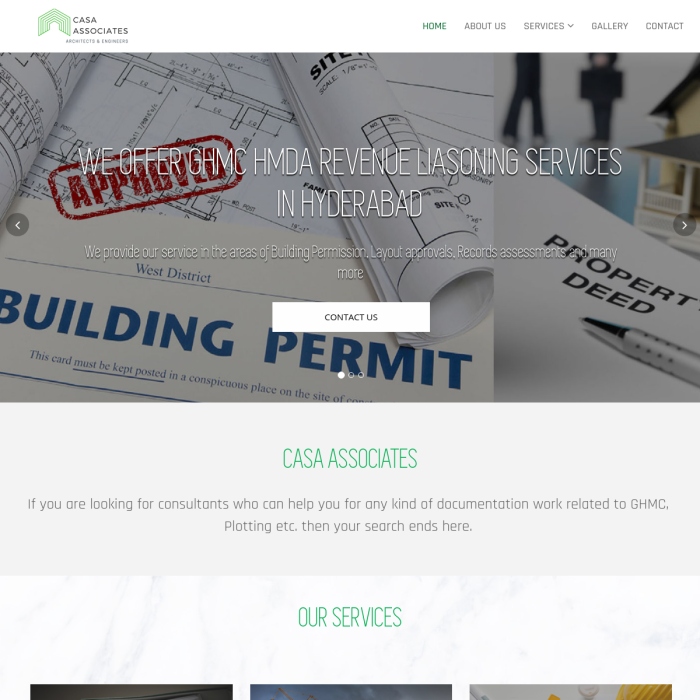 CASA
ASSOCIATES
ARCHITECTS & ENGINEERS
HOME ABOUT US SERVICES GALLERY CONTACT
SITE
SCALE: 1/8"=1'
WE OFFER GHMC HMDA REVENUE LIASONING SERVICES
IN HYDERABAD
APPROVED
We provide our service in the areas of Building Permission, Layout approvals, Records assessments and many
more
West District
CONTACT US
BUILDING PERMIT
This card must be kept posted in a conspicuous place on the site of
PROPERTY
DEED
CASA ASSOCIATES
If you are looking for consultants who can help you for any kind of documentation work related to GHMC,
Plotting etc. then your search ends here.
OUR SERVICES